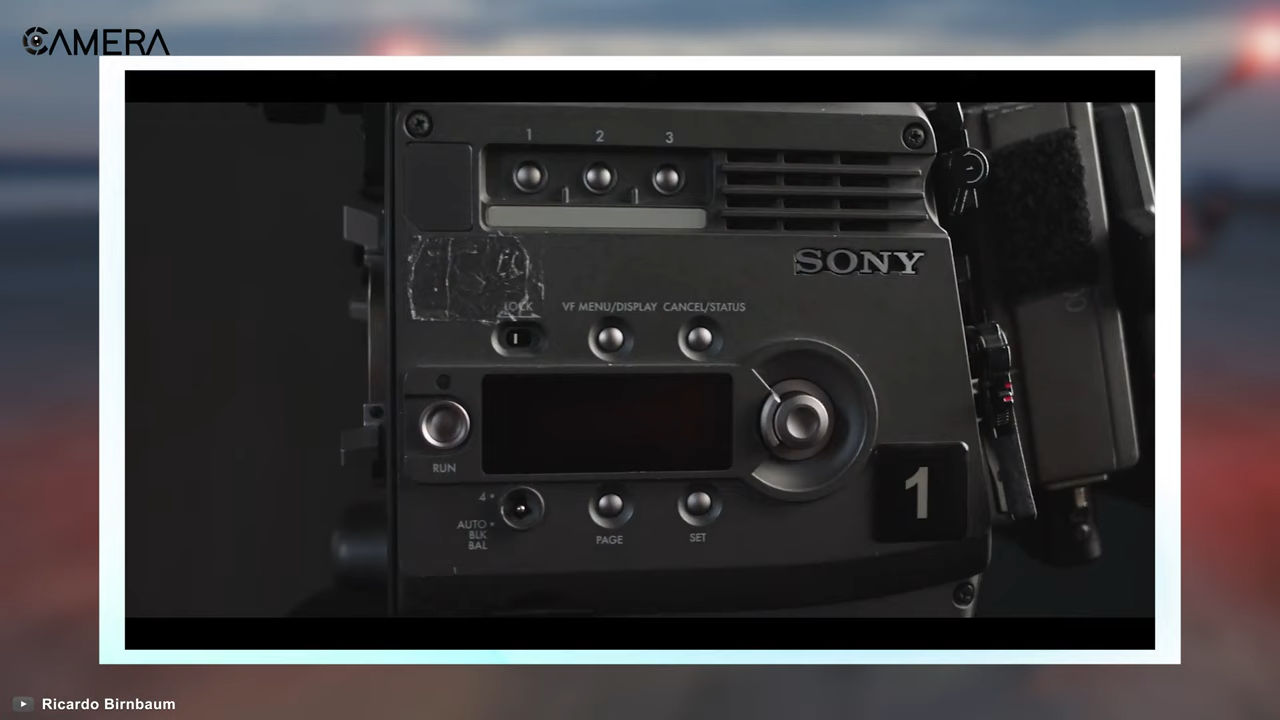 CAMERA
1 2 3
SONY
LOCK VF MENU/DISPLAY CANCEL/STATUS
RUN
4
AUTO
BLK
BAL
PAGE
SET
1
Ricardo Birnbaum